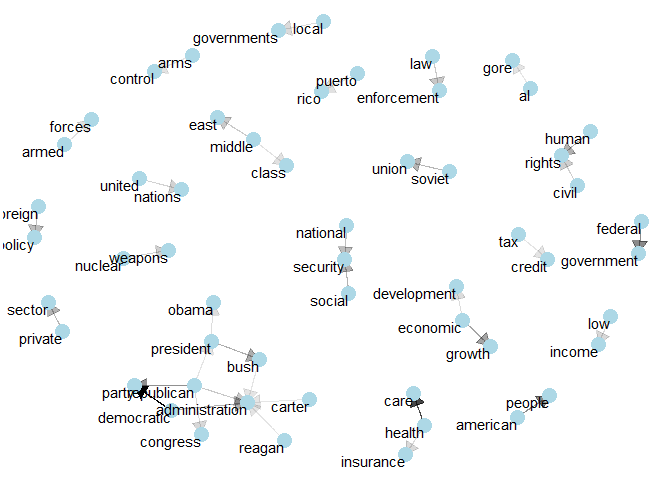 local
governments
arms
control
law
gore
puerto
rico
enforcement
al
forces
armed
east
middle
class
human
rights
civil
union
soviet
united
nations
oreign
policy
national
security
social
tax
credit
federal
government
nuclear
weapons
sector
private
obama
president
bush
development
economic
growth
low
income
party
republican
democratic
administration
carter
congress
reagan
care
health
insurance
people
american